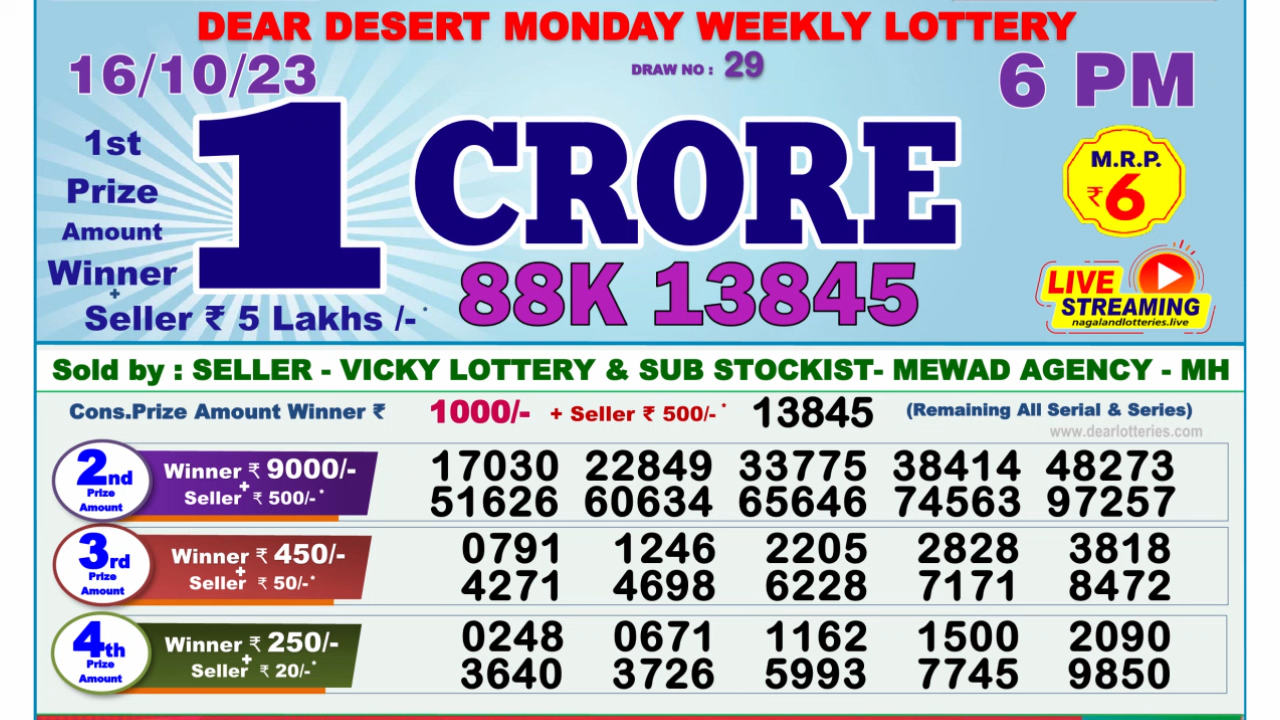 DEAR DESERT MONDAY WEEKLY LOTTERY
16/10/23
DRAW NO : 29
6 PM
1st
Prize
Amount
Winner
+
Seller ₹ 5 Lakhs /-*
1 CRORE
88K 13845
M.R.P.
₹6
LIVE
STREAMING
nagalandlotteries.live
Sold by : SELLER - VICKY LOTTERY & SUB STOCKIST- MEWAD AGENCY - MH
Cons.Prize Amount Winner ₹ 1000/- + Seller ₹ 500/-* 13845 (Remaining All Serial & Series)
www.dearlotteries.com
2nd
Prize
Amount
Winner ₹ 9000/-
+
Seller ₹ 500/-*
17030 22849 33775 38414 48273
51626 60634 65646 74563 97257
3rd
Prize
Amount
Winner ₹ 450/-
+
Seller ₹ 50/-*
0791 1246 2205 2828 3818
4271 4698 6228 7171 8472
4th
Prize
Amount
Winner ₹ 250/-
+
Seller ₹ 20/-*
0248 0671 1162 1500 2090
3640 3726 5993 7745 9850